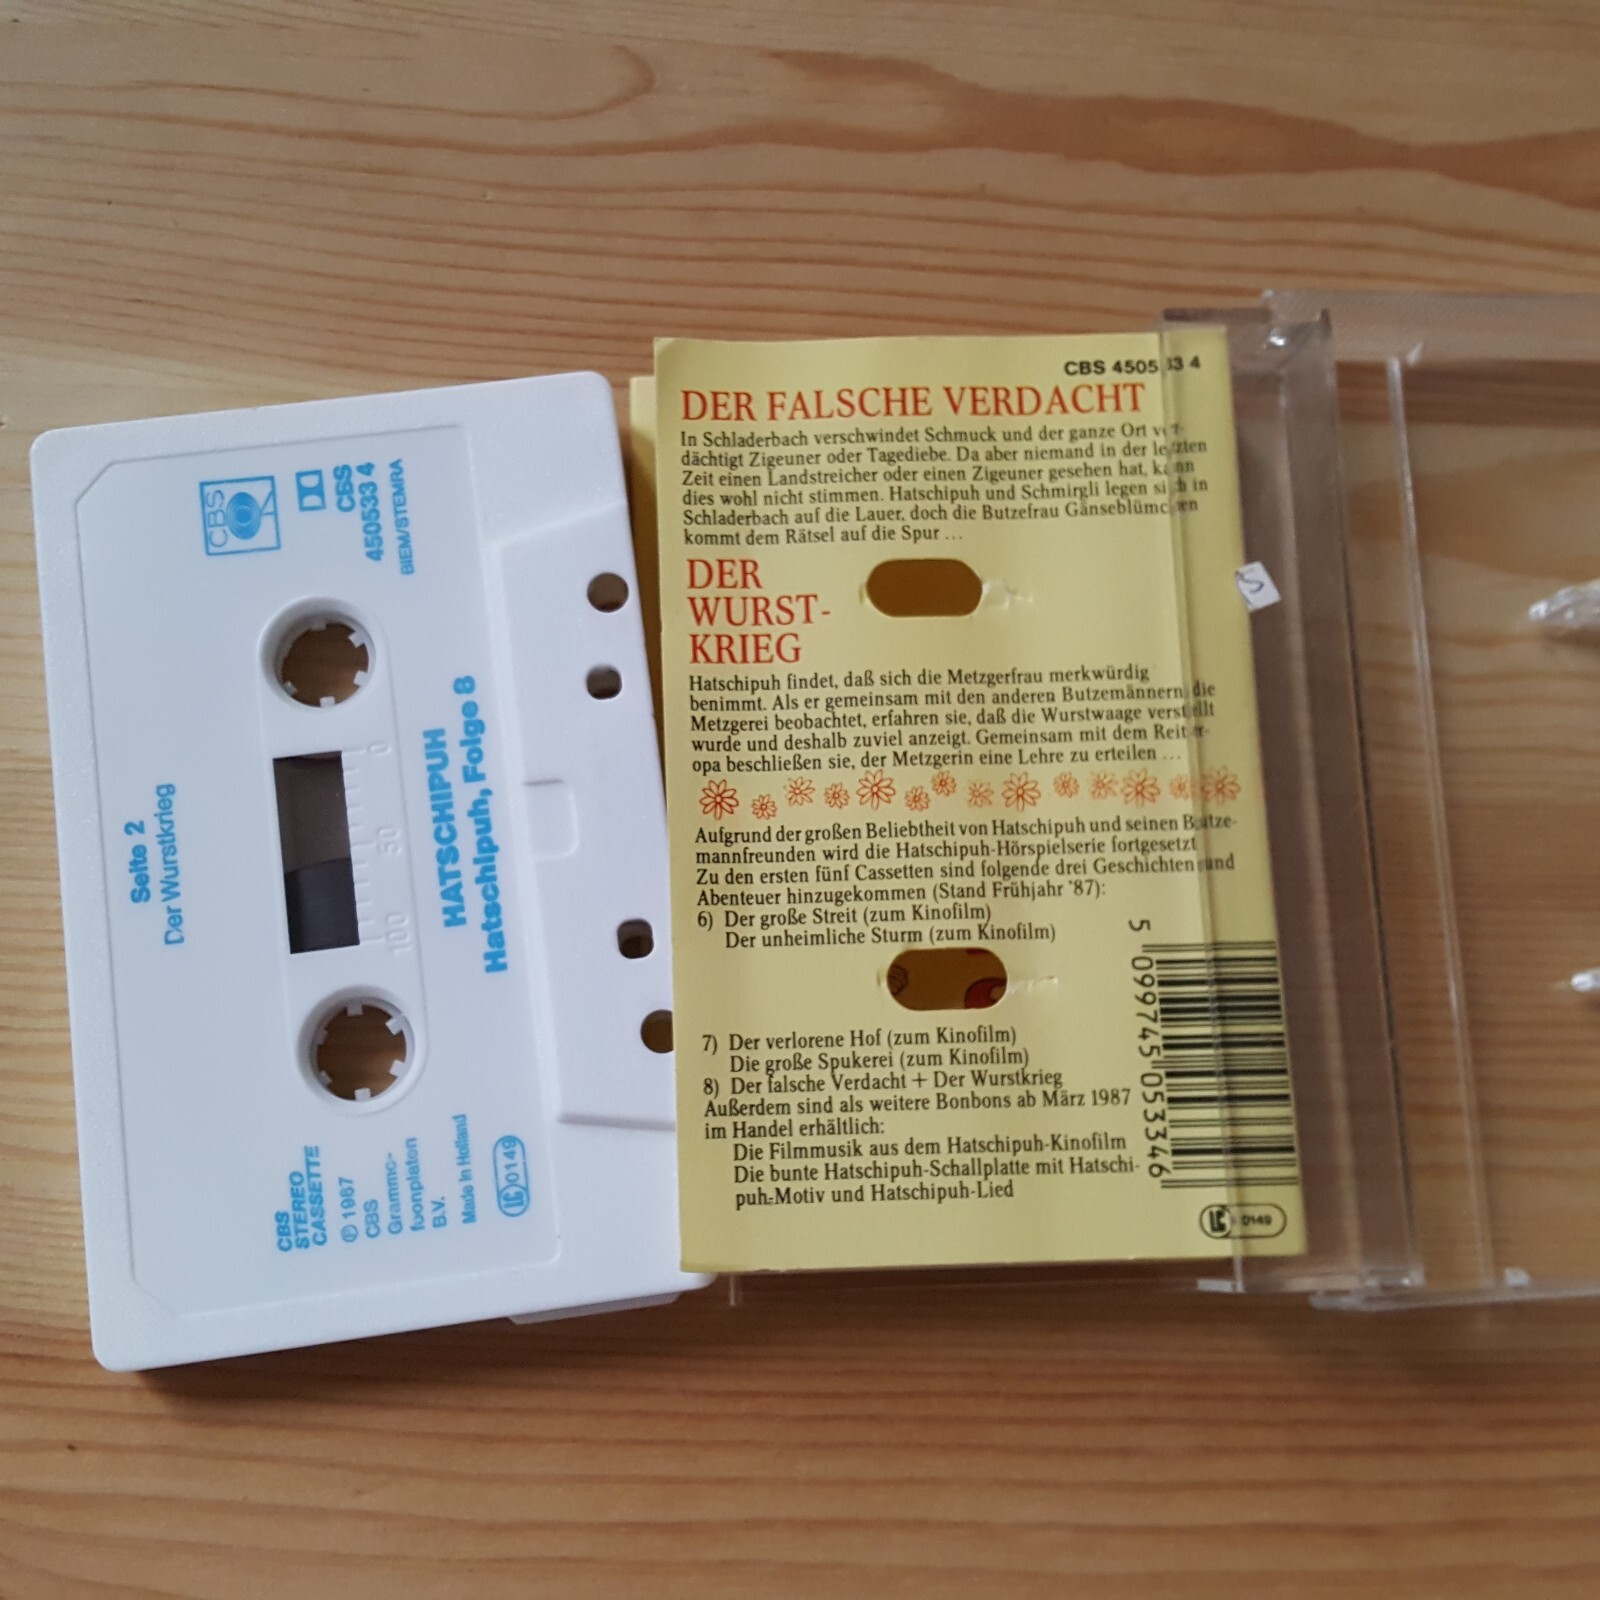 CBS
CBS
450533 4
BIEM/STEMRA
Seite 2
Der Wurstkrieg
HATSCHIPUH
Hatschipuh, Folge 8
0
50
100
CBS
STEREO
CASSETTE
℗ 1987
CBS
Grammo-
foonplaten
B.V.
Made in Holland
LC 0149
CBS 450533 4
DER FALSCHE VERDACHT
In Schladerbach verschwindet Schmuck und der ganze Ort ver-
dächtigt Zigeuner oder Tagediebe. Da aber niemand in der letzten
Zeit einen Landstreicher oder einen Zigeuner gesehen hat, kann
dies wohl nicht stimmen. Hatschipuh und Schmirgli legen sich in
Schladerbach auf die Lauer, doch die Butzefrau Gänseblümchen
kommt dem Rätsel auf die Spur ...
DER
WURST-
KRIEG
Hatschipuh findet, daß sich die Metzgerfrau merkwürdig
benimmt. Als er gemeinsam mit den anderen Butzemännern die
Metzgerei beobachtet, erfahren sie, daß die Wurstwaage verstellt
wurde und deshalb zuviel anzeigt. Gemeinsam mit dem Reiter-
opa beschließen sie, der Metzgerin eine Lehre zu erteilen ...
Aufgrund der großen Beliebtheit von Hatschipuh und seinen Butze-
mannfreunden wird die Hatschipuh-Hörspielserie fortgesetzt
Zu den ersten fünf Cassetten sind folgende drei Geschichten und
Abenteuer hinzugekommen (Stand Frühjahr '87):
6) Der große Streit (zum Kinofilm)
Der unheimliche Sturm (zum Kinofilm)
7) Der verlorene Hof (zum Kinofilm)
Die große Spukerei (zum Kinofilm)
8) Der falsche Verdacht + Der Wurstkrieg
Außerdem sind als weitere Bonbons ab März 1987
im Handel erhältlich:
Die Filmmusik aus dem Hatschipuh-Kinofilm
Die bunte Hatschipuh-Schallplatte mit Hatschi-
puh-Motiv und Hatschipuh-Lied
5 099745 053346
LC 0149
S